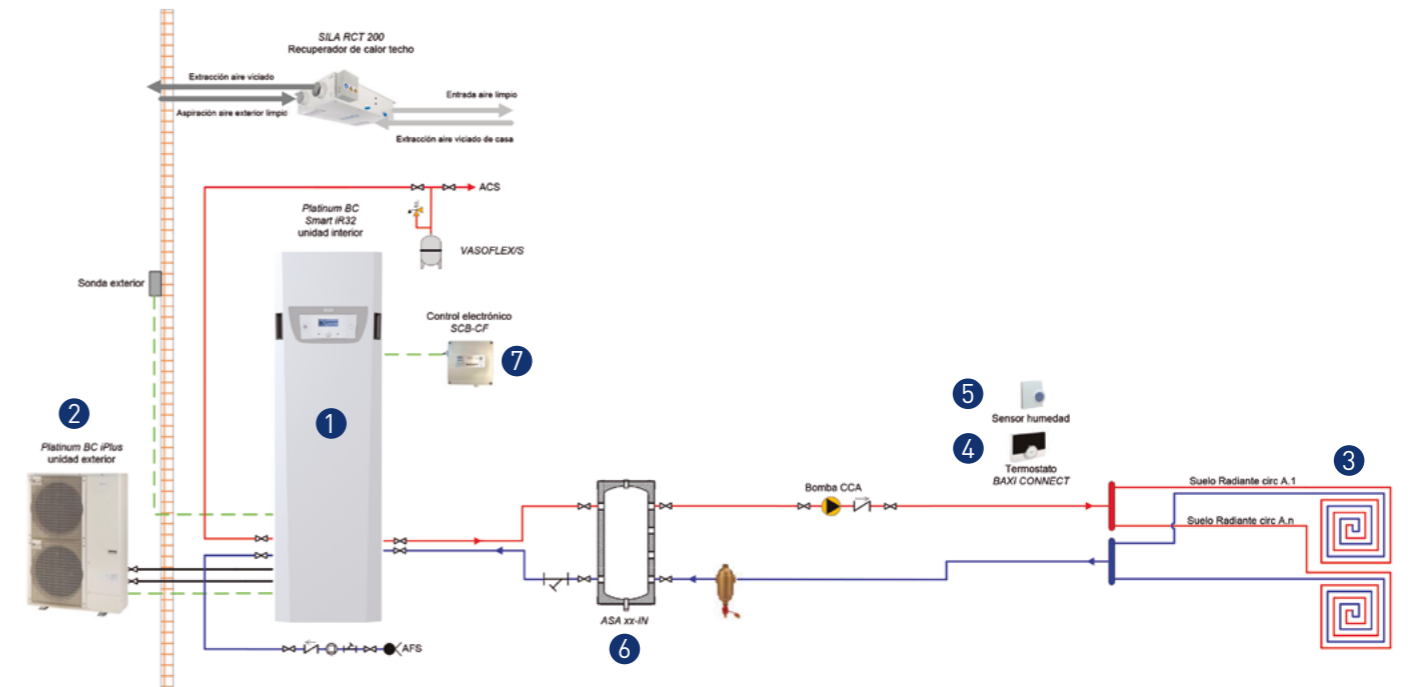 SILA RCT 200
Recuperador de calor techo
Extracción aire viciado
Entrada aire limpio
Aspiración aire exterior limpio
Extracción aire viciado de casa
ACS
Platinum BC
Smart iR32
unidad interior
VASOFLEX/S
Sonda exterior
Control electrónico
SCB-CF
7
5
Sensor humedad
2
1
Platinum BC iPlus
unidad exterior
4
Termostato
BAXI CONNECT
3
Bomba CCA
Suelo Radiante circ A.1
Suelo Radiante circ A.n
ASA xx-IN
6
AFS